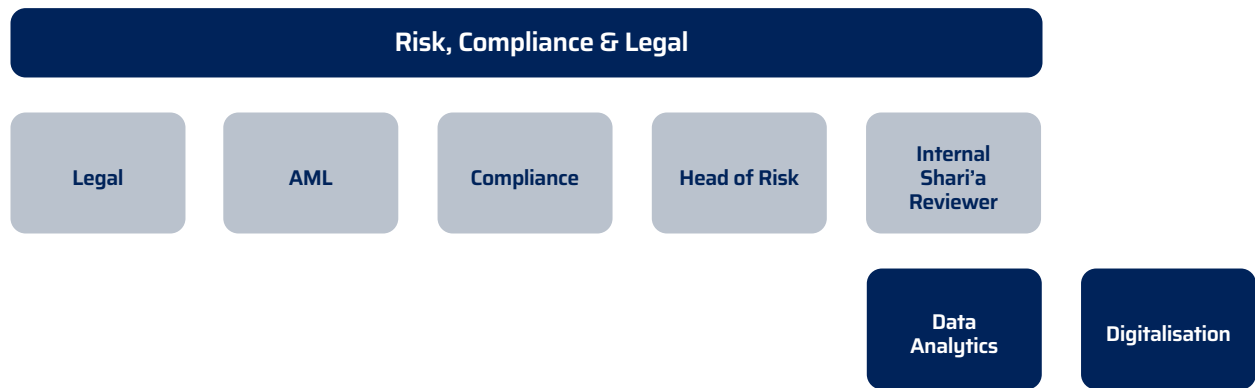 Risk, Compliance & Legal
Legal
AML
Compliance
Head of Risk
Internal
Shari’a
Reviewer
Data
Analytics
Digitalisation